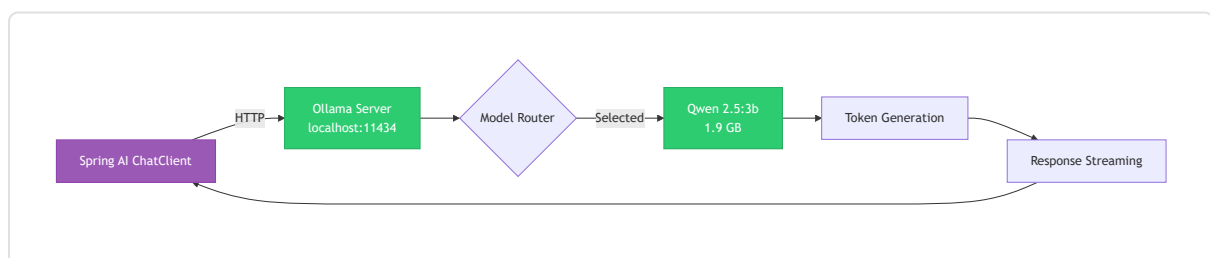 Spring AI ChatClient
HTTP
Ollama Server
localhost:11434
Model Router
Selected
Qwen 2.5:3b
1.9 GB
Token Generation
Response Streaming